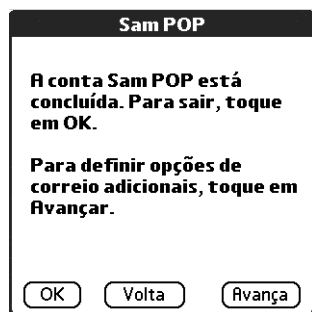 Sam POP
A conta Sam POP está
concluída. Para sair, toque
em OK.
Para definir opções de
correio adicionais, toque em
Avançar.
OK Volta Avança